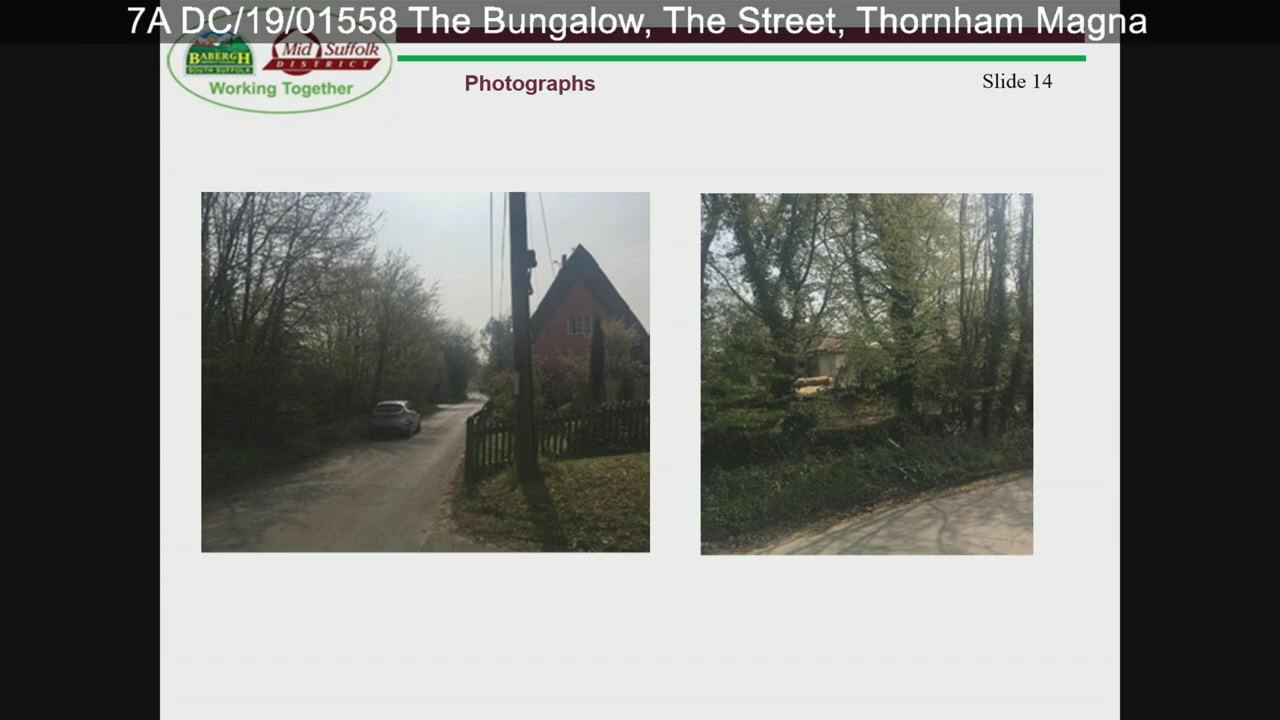 7A DC/19/01558 The Bungalow, The Street, Thornham Magna
BABERGH
SOUTH SUFFOLK
Mid Suffolk
DISTRICT
Working Together
Photographs
Slide 14